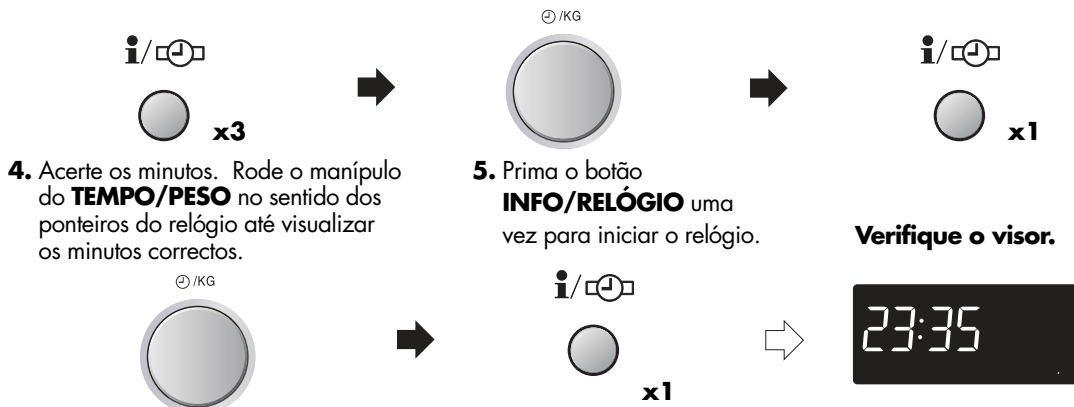 /KG
i/
i/
x3
x1
4. Acerte os minutos. Rode o manípulo
do TEMPO/PESO no sentido dos
ponteiros do relógio até visualizar
os minutos correctos.
5. Prima o botão
INFO/RELÓGIO uma
vez para iniciar o relógio.
Verifique o visor.
/KG
i/
x1
23:35